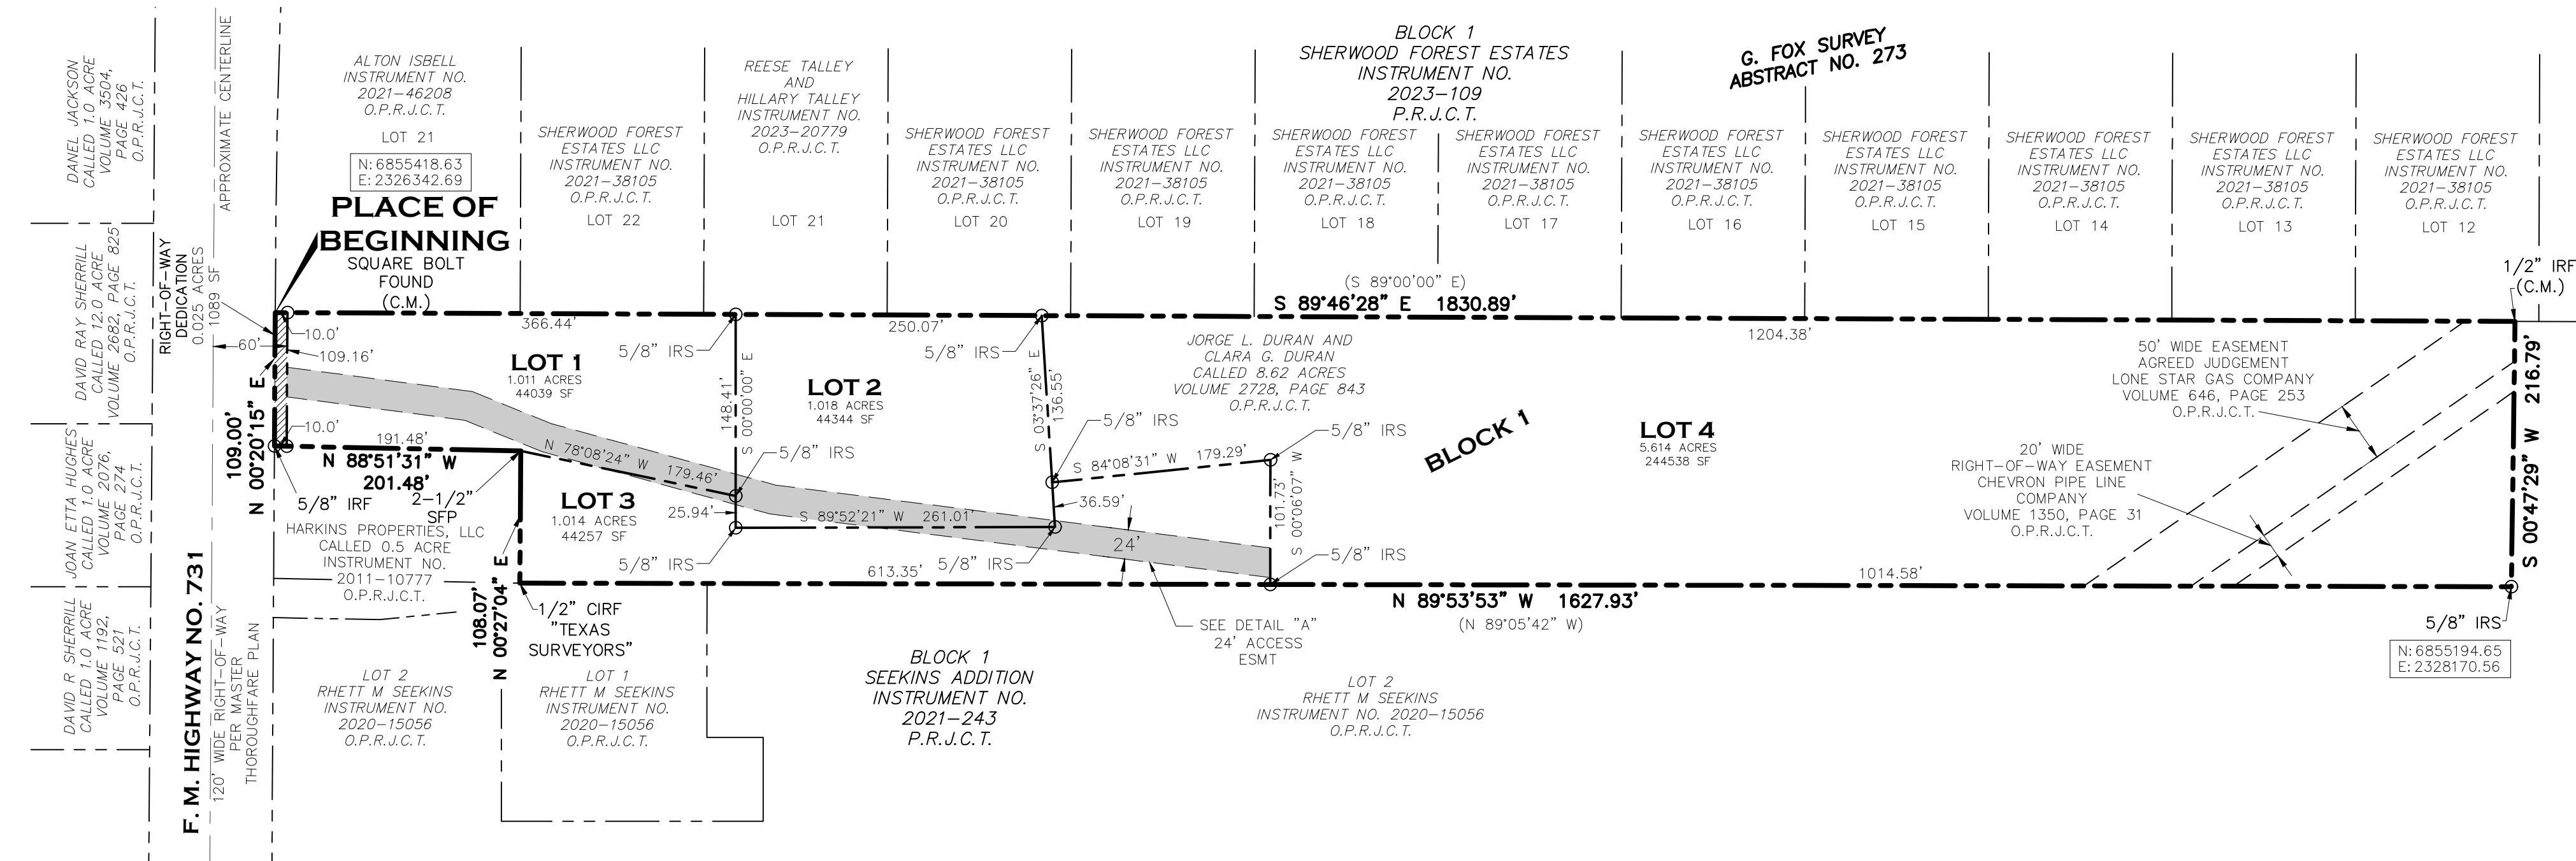 DANEL JACKSON
CALLED 1.0 ACRE
VOLUME 3504,
PAGE 426
O.P.R.J.C.T.
DAVID RAY SHERRILL
CALLED 12.0 ACRE
VOLUME 2682, PAGE 825
O.P.R.J.C.T.
JOAN ETTA HUGHES
CALLED 1.0 ACRE
VOLUME 2076,
PAGE 274
O.P.R.J.C.T.
DAVID R SHERRILL
CALLED 1.0 ACRE
VOLUME 1192,
PAGE 521
O.P.R.J.C.T.
APPROXIMATE CENTERLINE
RIGHT-OF-WAY
DEDICATION
0.025 ACRES
1089 SF
F. M. HIGHWAY NO. 731
120' WIDE RIGHT-OF-WAY
PER MASTER
THOROUGHFARE PLAN
ALTON ISBELL
INSTRUMENT NO.
2021-46208
O.P.R.J.C.T.
LOT 21
N: 6855418.63
E: 2326342.69
PLACE OF
BEGINNING
SQUARE BOLT
FOUND
(C.M.)
SHERWOOD FOREST
ESTATES LLC
INSTRUMENT NO.
2021-38105
O.P.R.J.C.T.
LOT 22
REESE TALLEY
AND
HILLARY TALLEY
INSTRUMENT NO.
2023-20779
O.P.R.J.C.T.
LOT 21
SHERWOOD FOREST
ESTATES LLC
INSTRUMENT NO.
2021-38105
O.P.R.J.C.T.
LOT 20
SHERWOOD FOREST
ESTATES LLC
INSTRUMENT NO.
2021-38105
O.P.R.J.C.T.
LOT 19
BLOCK 1
SHERWOOD FOREST ESTATES
INSTRUMENT NO.
2023-109
P.R.J.C.T.
SHERWOOD FOREST
ESTATES LLC
INSTRUMENT NO.
2021-38105
O.P.R.J.C.T.
LOT 18
SHERWOOD FOREST
ESTATES LLC
INSTRUMENT NO.
2021-38105
O.P.R.J.C.T.
LOT 17
G. FOX SURVEY
ABSTRACT NO. 273
SHERWOOD FOREST
ESTATES LLC
INSTRUMENT NO.
2021-38105
O.P.R.J.C.T.
LOT 16
SHERWOOD FOREST
ESTATES LLC
INSTRUMENT NO.
2021-38105
O.P.R.J.C.T.
LOT 15
SHERWOOD FOREST
ESTATES LLC
INSTRUMENT NO.
2021-38105
O.P.R.J.C.T.
LOT 14
SHERWOOD FOREST
ESTATES LLC
INSTRUMENT NO.
2021-38105
O.P.R.J.C.T.
LOT 13
SHERWOOD FOREST
ESTATES LLC
INSTRUMENT NO.
2021-38105
O.P.R.J.C.T.
LOT 12
1/2" IRF
(C.M.)
(S 89°00'00" E)
S 89°46'28" E 1830.89'
366.44'
250.07'
1204.38'
10.0'
60'
109.16'
10.0'
109.00'
N 00°20'15" E
LOT 1
1.011 ACRES
44039 SF
5/8" IRS
148.41'
S 00°00'00" E
LOT 2
1.018 ACRES
44344 SF
5/8" IRS
S 03°37'26" E
136.55'
JORGE L. DURAN AND
CLARA G. DURAN
CALLED 8.62 ACRES
VOLUME 2728, PAGE 843
O.P.R.J.C.T.
5/8" IRS
5/8" IRS
S 84°08'31" W 179.29'
BLOCK 1
LOT 4
5.614 ACRES
244538 SF
50' WIDE EASEMENT
AGREED JUDGEMENT
LONE STAR GAS COMPANY
VOLUME 646, PAGE 253
O.P.R.J.C.T.
20' WIDE
RIGHT-OF-WAY EASEMENT
CHEVRON PIPE LINE
COMPANY
VOLUME 1350, PAGE 31
O.P.R.J.C.T.
216.79'
S 00°47'29" W
191.48'
N 88°51'31" W
201.48'
5/8" IRF
2-1/2"
SFP
N 78°08'24" W 179.46'
5/8" IRS
LOT 3
1.014 ACRES
44257 SF
25.94'
5/8" IRS
S 89°52'21" W 261.01'
36.59'
5/8" IRS
24'
101.73'
S 00°06'07" W
5/8" IRS
HARKINS PROPERTIES, LLC
CALLED 0.5 ACRE
INSTRUMENT NO.
2011-10777
O.P.R.J.C.T.
108.07'
N 00°27'04" E
1/2" CIRF
"TEXAS
SURVEYORS"
613.35'
1014.58'
N 89°53'53" W 1627.93'
(N 89°05'42" W)
5/8" IRS
N: 6855194.65
E: 2328170.56
SEE DETAIL "A"
24' ACCESS
ESMT
LOT 2
RHETT M SEEKINS
INSTRUMENT NO.
2020-15056
O.P.R.J.C.T.
LOT 1
RHETT M SEEKINS
INSTRUMENT NO.
2020-15056
O.P.R.J.C.T.
BLOCK 1
SEEKINS ADDITION
INSTRUMENT NO.
2021-243
P.R.J.C.T.
LOT 2
RHETT M SEEKINS
INSTRUMENT NO. 2020-15056
O.P.R.J.C.T.